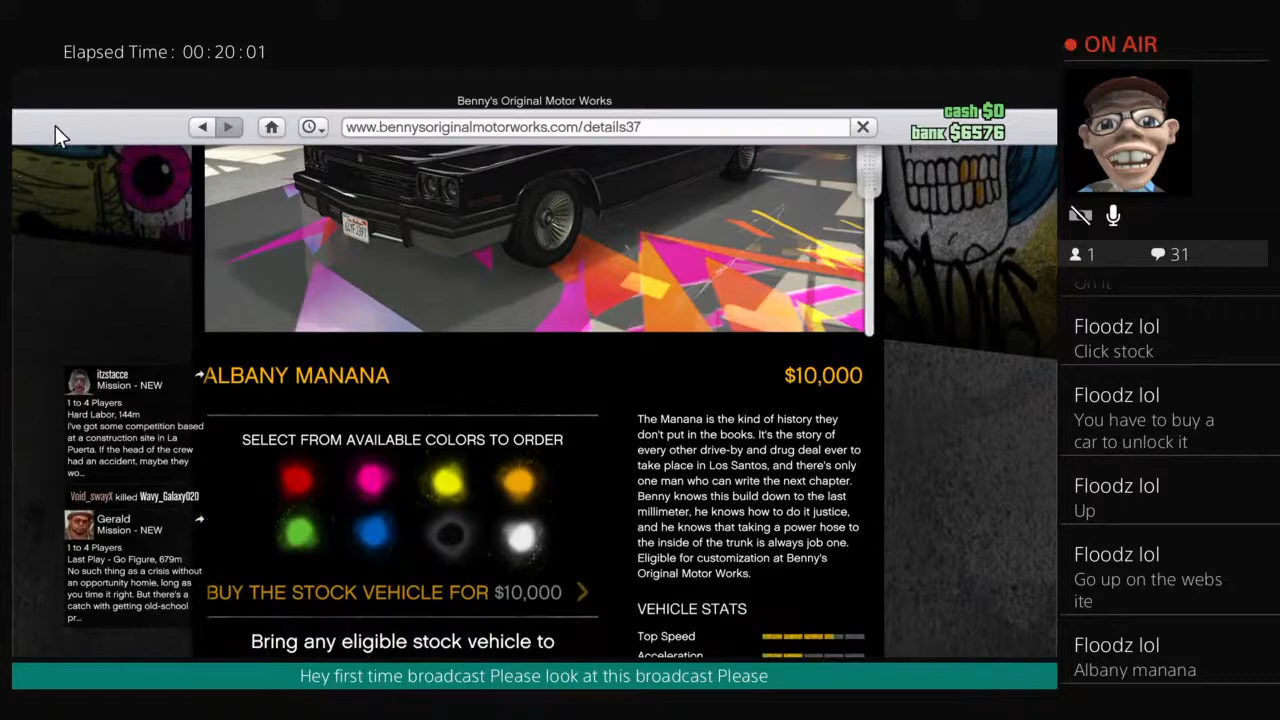 Elapsed Time: 00:20:01
ON AIR
Benny's Original Motor Works
www.bennysoriginalmotorworks.com/details37
cash $0
bank $6576
1
31
ALBANY MANANA
$10,000
SELECT FROM AVAILABLE COLORS TO ORDER
BUY THE STOCK VEHICLE FOR $10,000
Bring any eligible stock vehicle to
The Manana is the kind of history they
don't put in the books. It's the story of
every other drive-by and drug deal ever to
take place in Los Santos, and there's only
one man who can write the next chapter.
Benny knows this build down to the last
millimeter, he knows how to do it justice,
and he knows that taking a power hose to
the inside of the trunk is always job one.
Eligible for customization at Benny's
Original Motor Works.
VEHICLE STATS
Top Speed
Acceleration
itzstacce
Mission - NEW
1 to 4 Players
Hard Labor, 144m
I've got some competition based
at a construction site in La
Puerta. If the head of the crew
had an accident, maybe they
wo...
Void_swayX killed Wavy_Galaxy020
Gerald
Mission - NEW
1 to 4 Players
Last Play - Go Figure, 679m
No such thing as a crisis without
an opportunity homie, long as
you time it right. But there's a
catch with getting old-school
pr...
Floodz lol
Click stock
Floodz lol
You have to buy a
car to unlock it
Floodz lol
Up
Floodz lol
Go up on the webs
ite
Floodz lol
Albany manana
Hey first time broadcast Please look at this broadcast Please